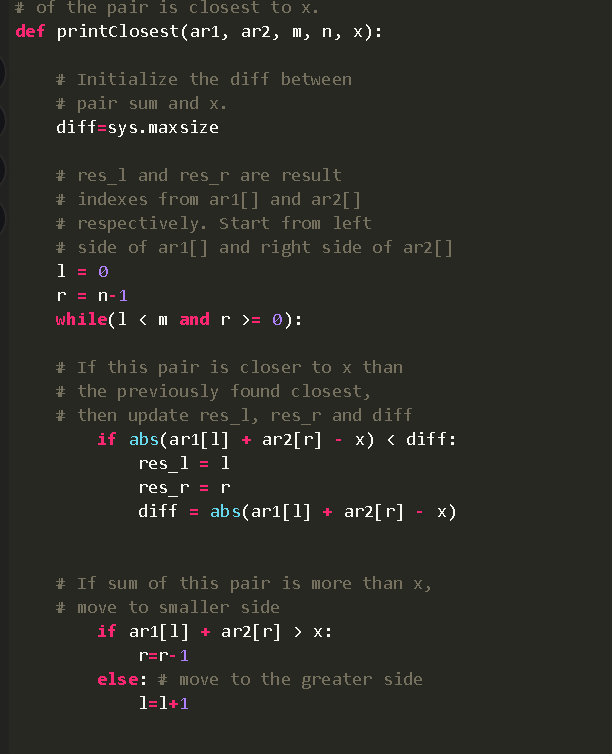 # of the pair is closest to x.
def printClosest(ar1, ar2, m, n, x):
# Initialize the diff between
# pair sum and x.
diff=sys.maxsize
# res_l and res_r are result
# indexes from ar1[] and ar2[]
# respectively. Start from left
# side of ar1[] and right side of ar2[]
l = 0
r = n-1
while(l < m and r >= 0):
# If this pair is closer to x than
# the previously found closest,
# then update res_l, res_r and diff
if abs(ar1[l] + ar2[r] - x) < diff:
res_l = l
res_r = r
diff = abs(ar1[l] + ar2[r] - x)
# If sum of this pair is more than x,
# move to smaller side
if ar1[l] + ar2[r] > x:
r=r-1
else: # move to the greater side
l=l+1